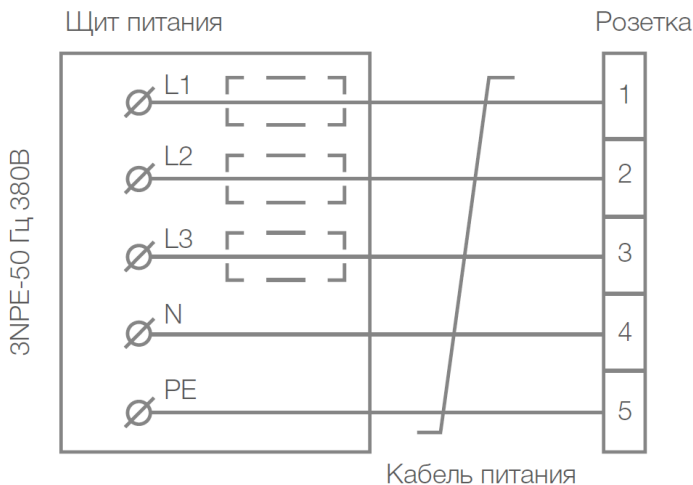 Щит питания
Розетка
3NPE-50 Гц 380В
L1
1
L2
2
L3
3
N
4
PE
5
Кабель питания